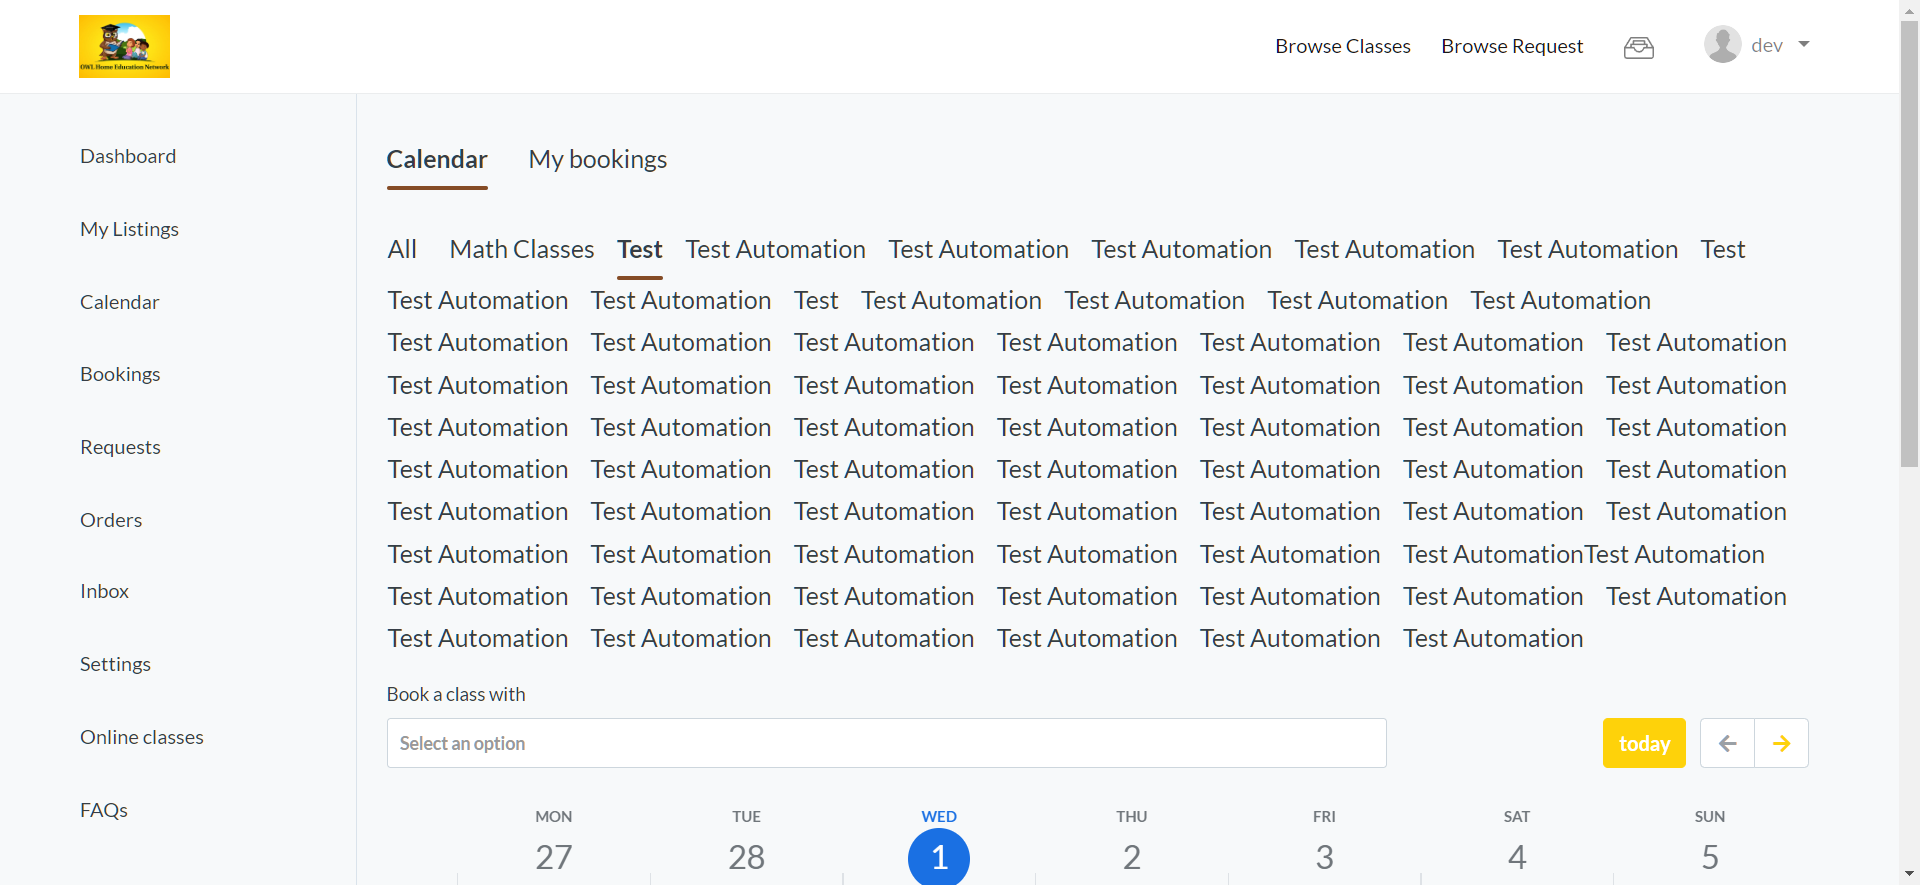 OWL Home Education Network
Browse Classes Browse Request dev
Dashboard
My Listings
Calendar
Bookings
Requests
Orders
Inbox
Settings
Online classes
FAQs
Calendar My bookings
All Math Classes Test Test Automation Test Automation Test Automation Test Automation Test Automation Test
Test Automation Test Automation Test Test Automation Test Automation Test Automation Test Automation
Test Automation Test Automation Test Automation Test Automation Test Automation Test Automation Test Automation
Test Automation Test Automation Test Automation Test Automation Test Automation Test Automation Test Automation
Test Automation Test Automation Test Automation Test Automation Test Automation Test Automation Test Automation
Test Automation Test Automation Test Automation Test Automation Test Automation Test Automation Test Automation
Test Automation Test Automation Test Automation Test Automation Test Automation Test Automation Test Automation
Test Automation Test Automation Test Automation Test Automation Test Automation Test AutomationTest Automation
Test Automation Test Automation Test Automation Test Automation Test Automation Test Automation Test Automation
Test Automation Test Automation Test Automation Test Automation Test Automation Test Automation
Book a class with
Select an option today
MON TUE WED THU FRI SAT SUN
27 28 1 2 3 4 5